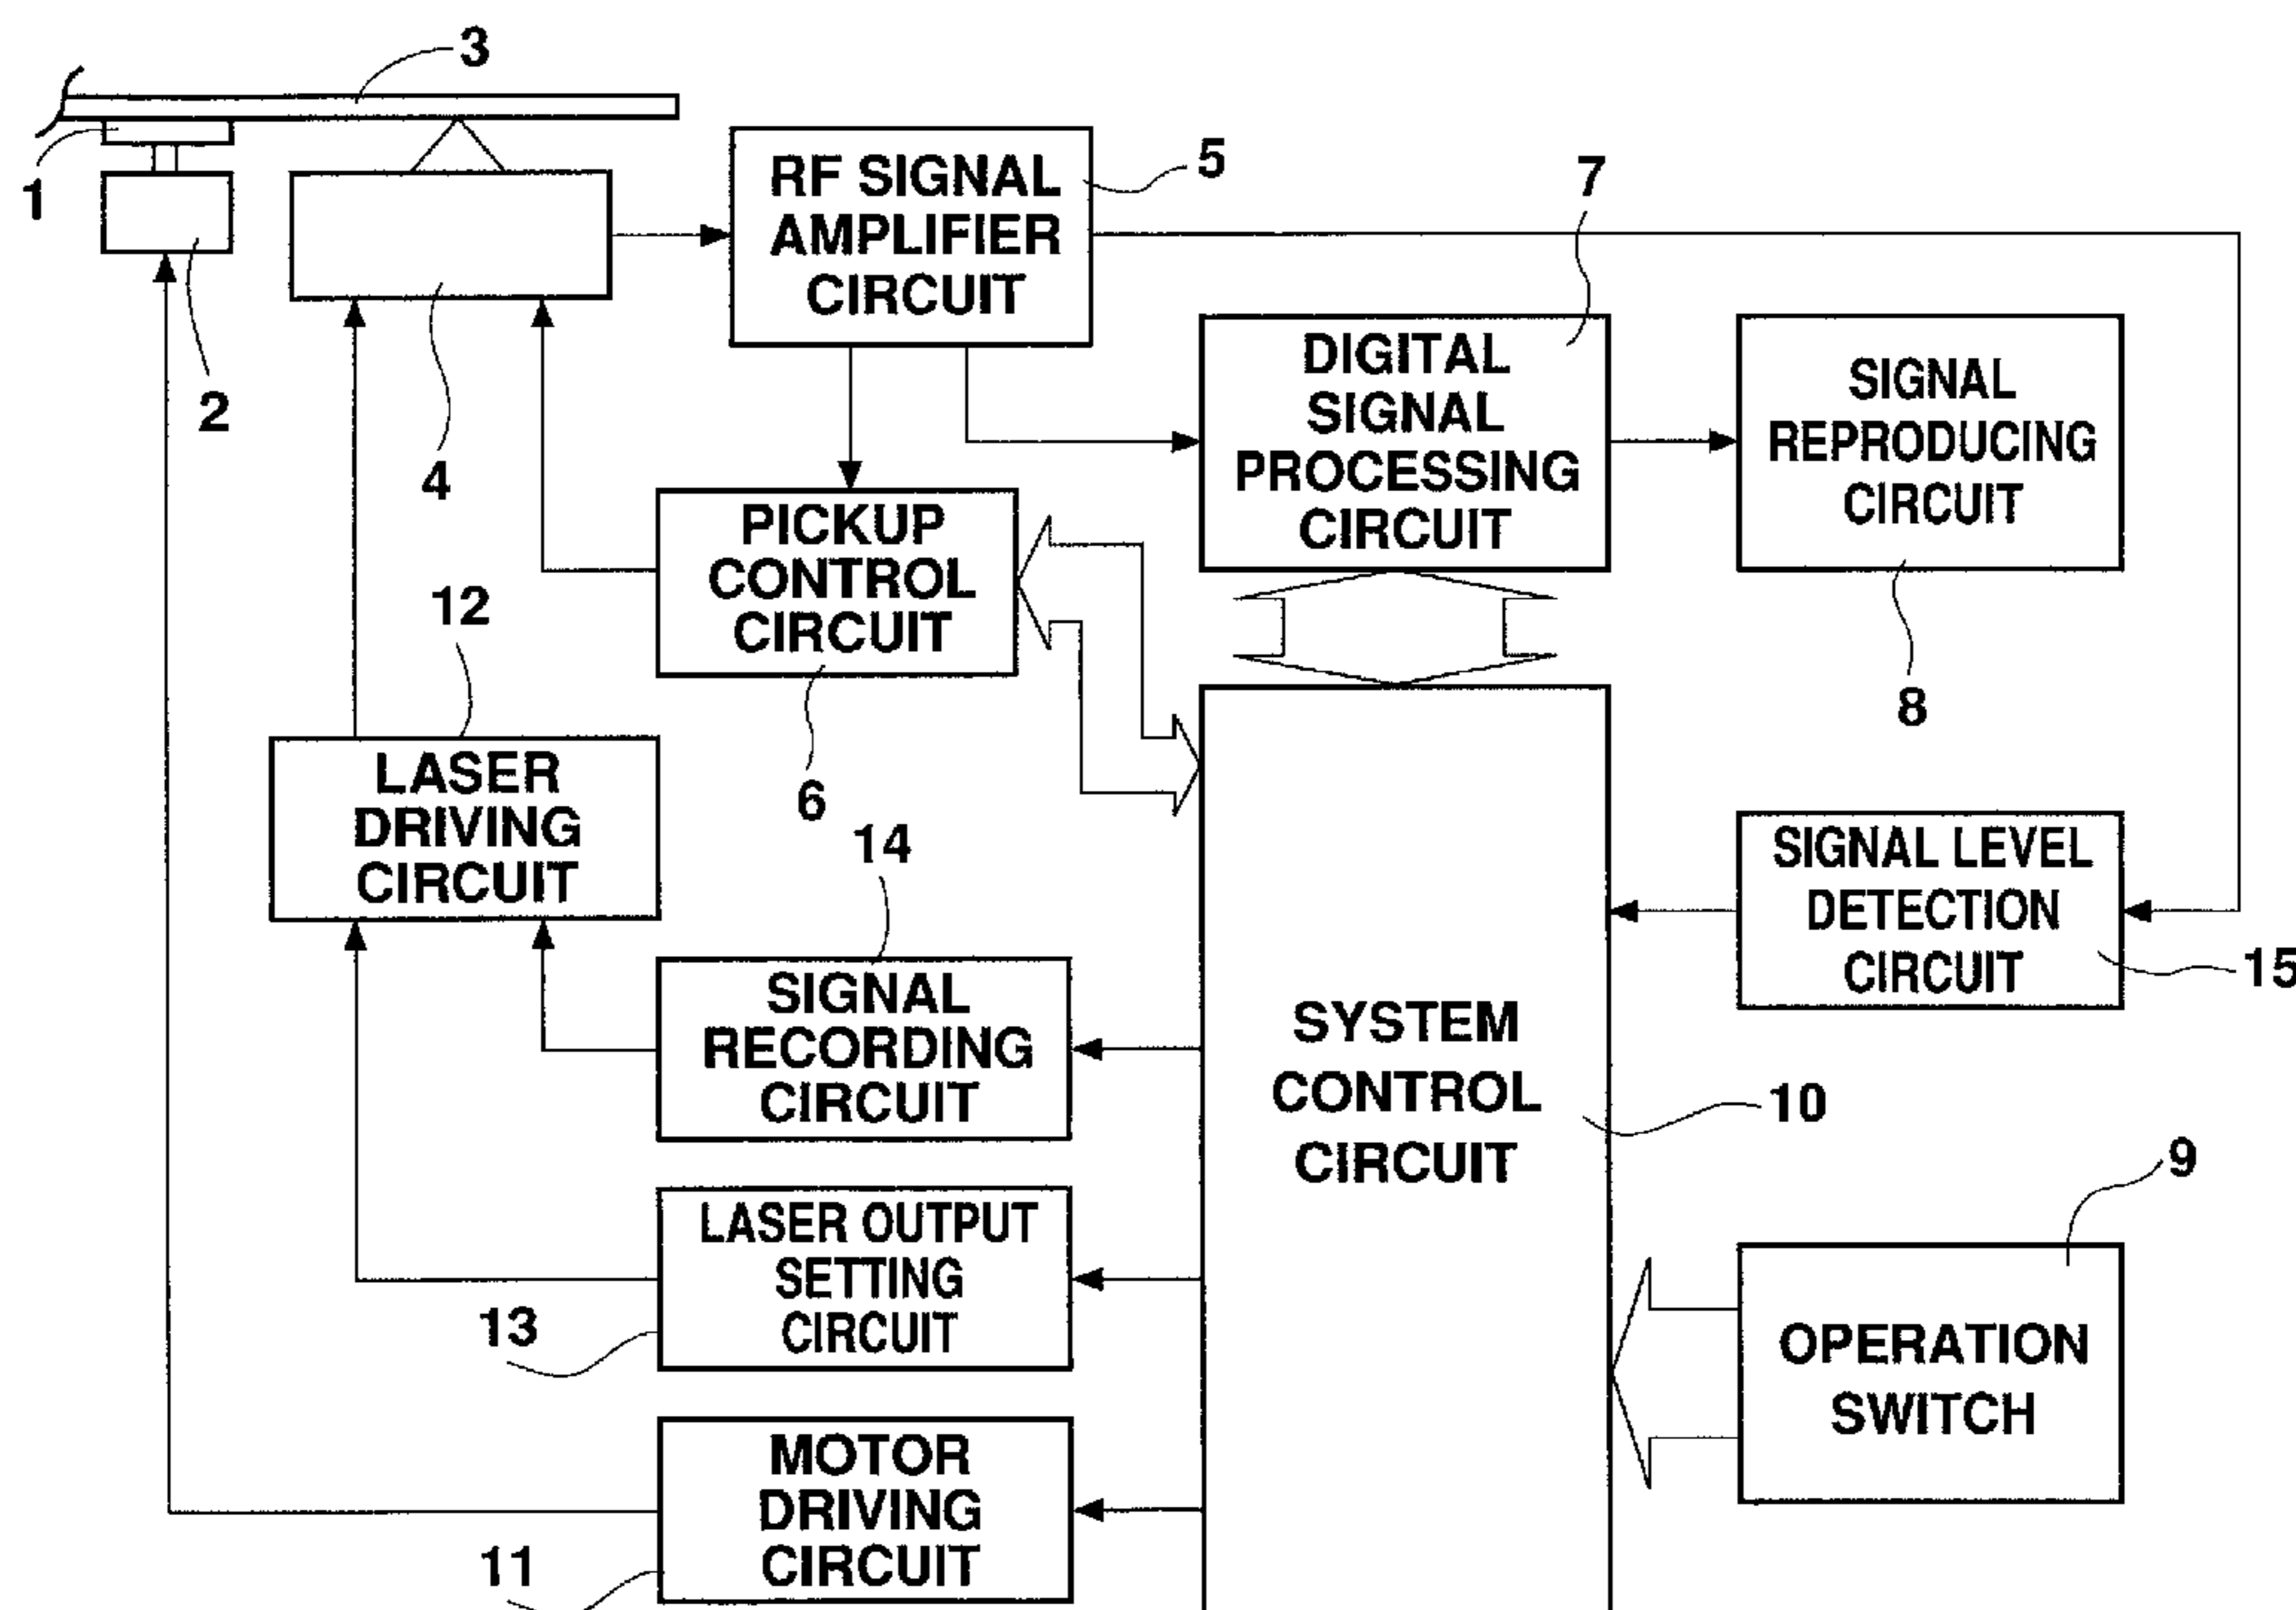 3
1
2
4
RF SIGNAL
AMPLIFIER
CIRCUIT
5
7
DIGITAL
SIGNAL
PROCESSING
CIRCUIT
SIGNAL
REPRODUCING
CIRCUIT
8
PICKUP
CONTROL
CIRCUIT
6
12
LASER
DRIVING
CIRCUIT
14
SIGNAL
RECORDING
CIRCUIT
SIGNAL LEVEL
DETECTION
CIRCUIT
15
SYSTEM
CONTROL
CIRCUIT
10
9
OPERATION
SWITCH
LASER OUTPUT
SETTING
CIRCUIT
13
MOTOR
DRIVING
CIRCUIT
11